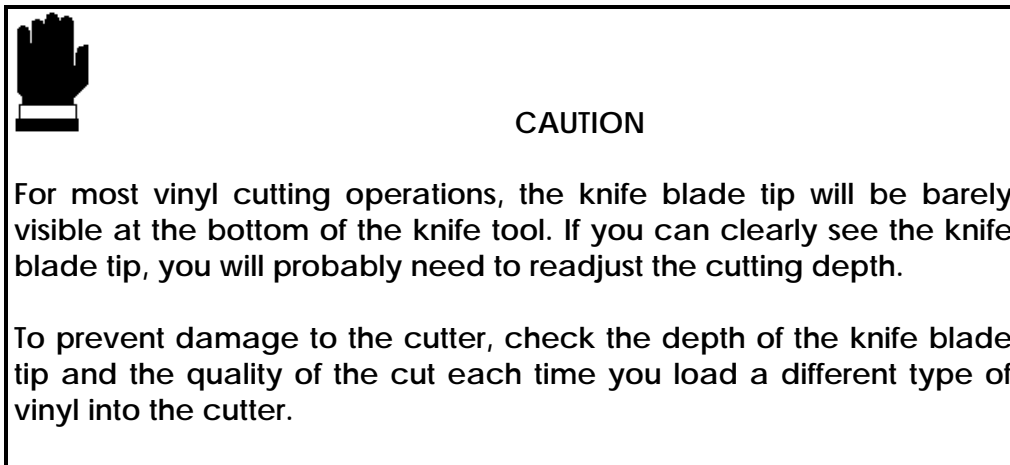 CAUTION
For most vinyl cutting operations, the knife blade tip will be barely
visible at the bottom of the knife tool. If you can clearly see the knife
blade tip, you will probably need to readjust the cutting depth.
To prevent damage to the cutter, check the depth of the knife blade
tip and the quality of the cut each time you load a different type of
vinyl into the cutter.